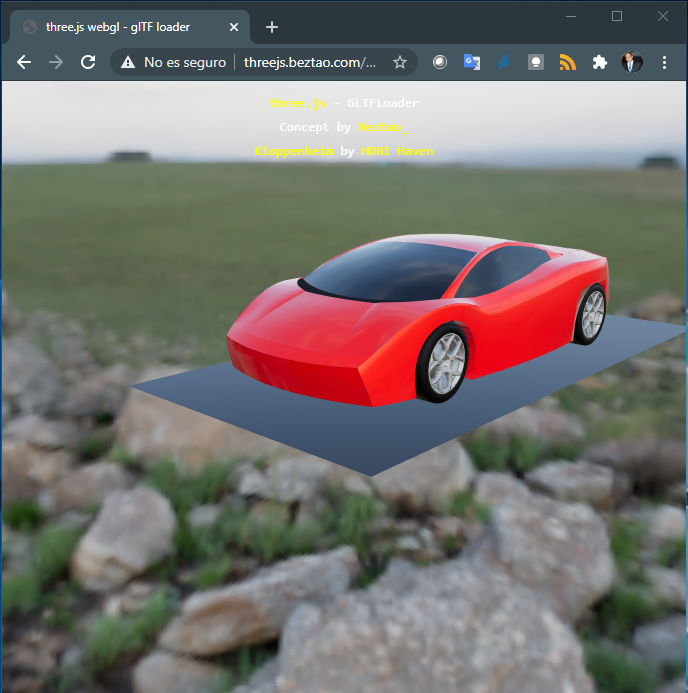 three.js webgl - glTF loader
No es seguro
threejs.beztao.com/...
three.js - GLTFLoader
Concept by Beztao
Kloppenheim by HDRI Haven